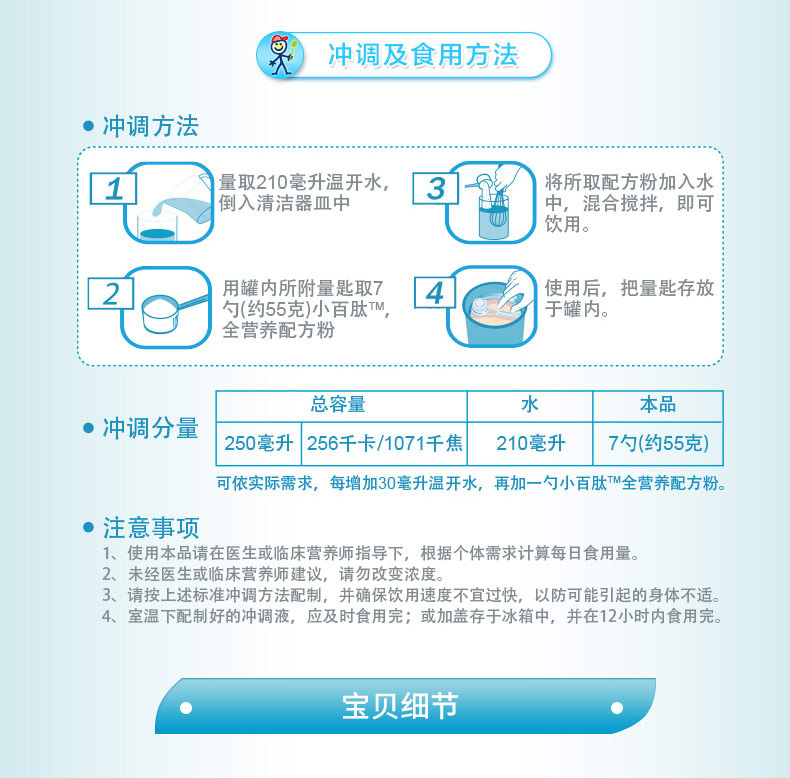 冲调及食用方法
冲调方法
1
量取210毫升温开水，
倒入清洁器皿中
2
用罐内所附量匙取7
勺(约55克)小百肽™，
全营养配方粉
3
将所取配方粉加入水
中，混合搅拌，即可
饮用。
4
使用后，把量匙存放
于罐内。
冲调分量
总容量 水 本品
250毫升 256千卡/1071千焦 210毫升 7勺(约55克)
可依实际需求，每增加30毫升温开水，再加一勺小百肽™全营养配方粉。
注意事项
1、使用本品请在医生或临床营养师指导下，根据个体需求计算每日食用量。
2、未经医生或临床营养师建议，请勿改变浓度。
3、请按上述标准冲调方法配制，并确保饮用速度不宜过快，以防可能引起的身体不适。
4、室温下配制好的冲调液，应及时食用完；或加盖存于冰箱中，并在12小时内食用完。
宝贝细节